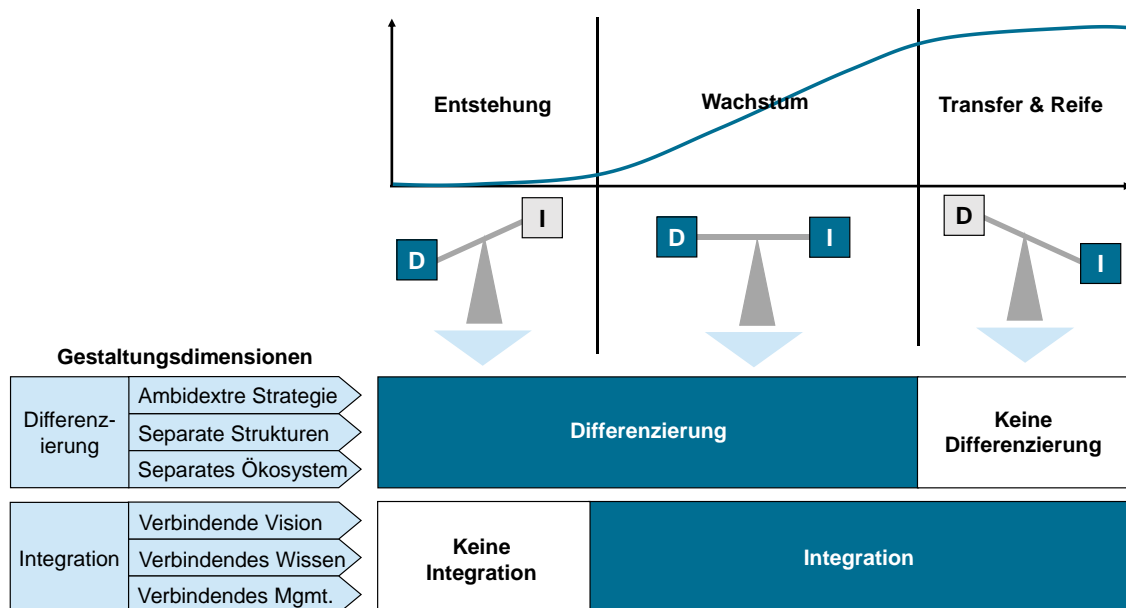 Entstehung
Wachstum
Transfer & Reife
D
I
D
I
D
I
Gestaltungsdimensionen
Differenz-
ierung
Ambidextre Strategie
Separate Strukturen
Separates Ökosystem
Differenzierung
Keine
Differenzierung
Integration
Verbindende Vision
Verbindendes Wissen
Verbindendes Mgmt.
Keine
Integration
Integration